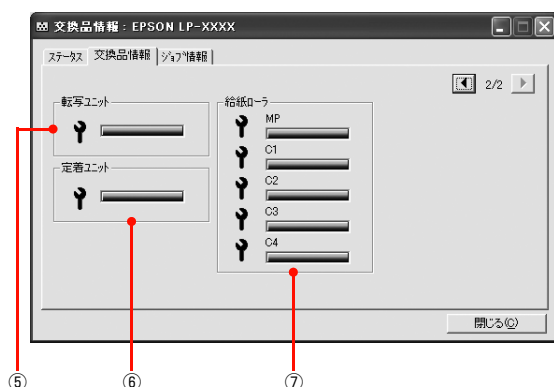 交換品情報 : EPSON LP-XXXX
ステータス 交換品情報 ジョブ情報
2/2
転写ユニット
定着ユニット
給紙ローラ
MP
C1
C2
C3
C4
閉じる(C)
⑤ ⑥ ⑦